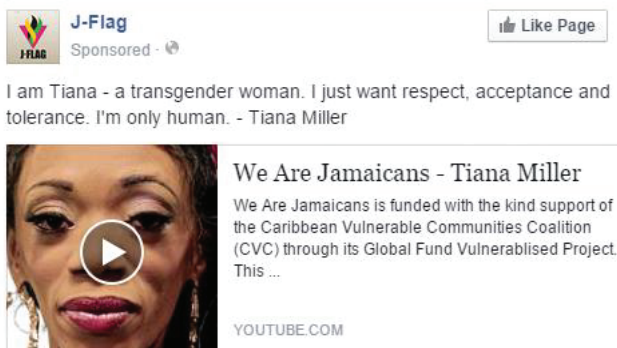 J-Flag
Like Page
J-FLAG
Sponsored ·
I am Tiana - a transgender woman. I just want respect, acceptance and
tolerance. I'm only human. - Tiana Miller
We Are Jamaicans - Tiana Miller
We Are Jamaicans is funded with the kind support of
the Caribbean Vulnerable Communities Coalition
(CVC) through its Global Fund Vulnerablised Project.
This ...
YOUTUBE.COM